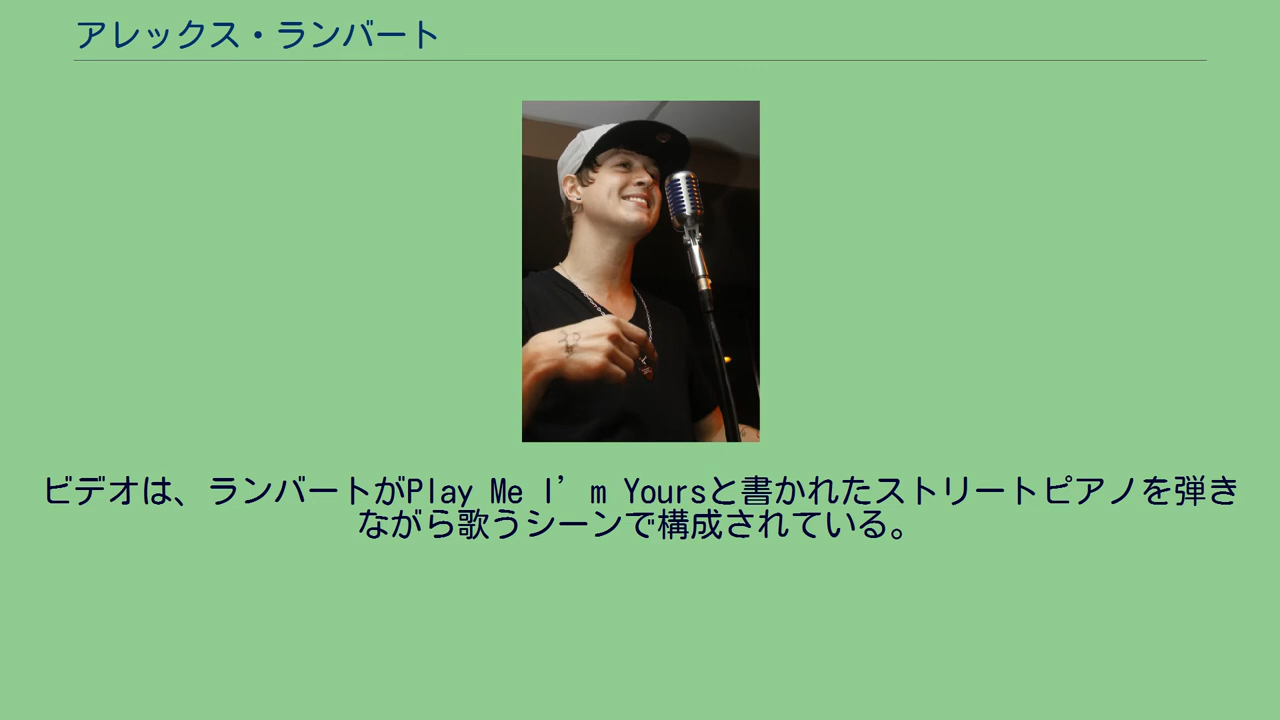 アレックス・ランバート
ビデオは、ランバートがPlay Me I’m Yoursと書かれたストリートピアノを弾き
ながら歌うシーンで構成されている。